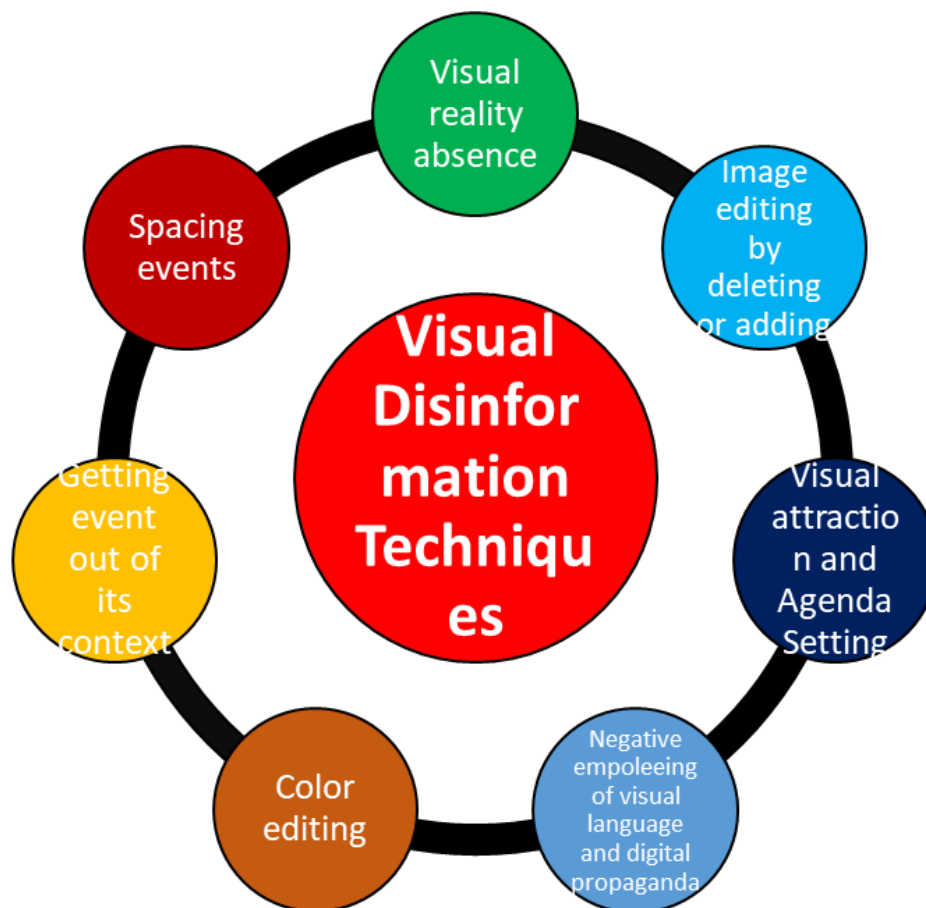 Visual
reality
absence
Image
editing
by
deleting
or adding
Visual
attractio
n and
Agenda
Setting
Negative
empoleeing
of visual
language
and digital
propaganda
Color
editing
Getting
event
out of
its
context
Spacing
events
Visual
Disinfor
mation
Techniqu
es